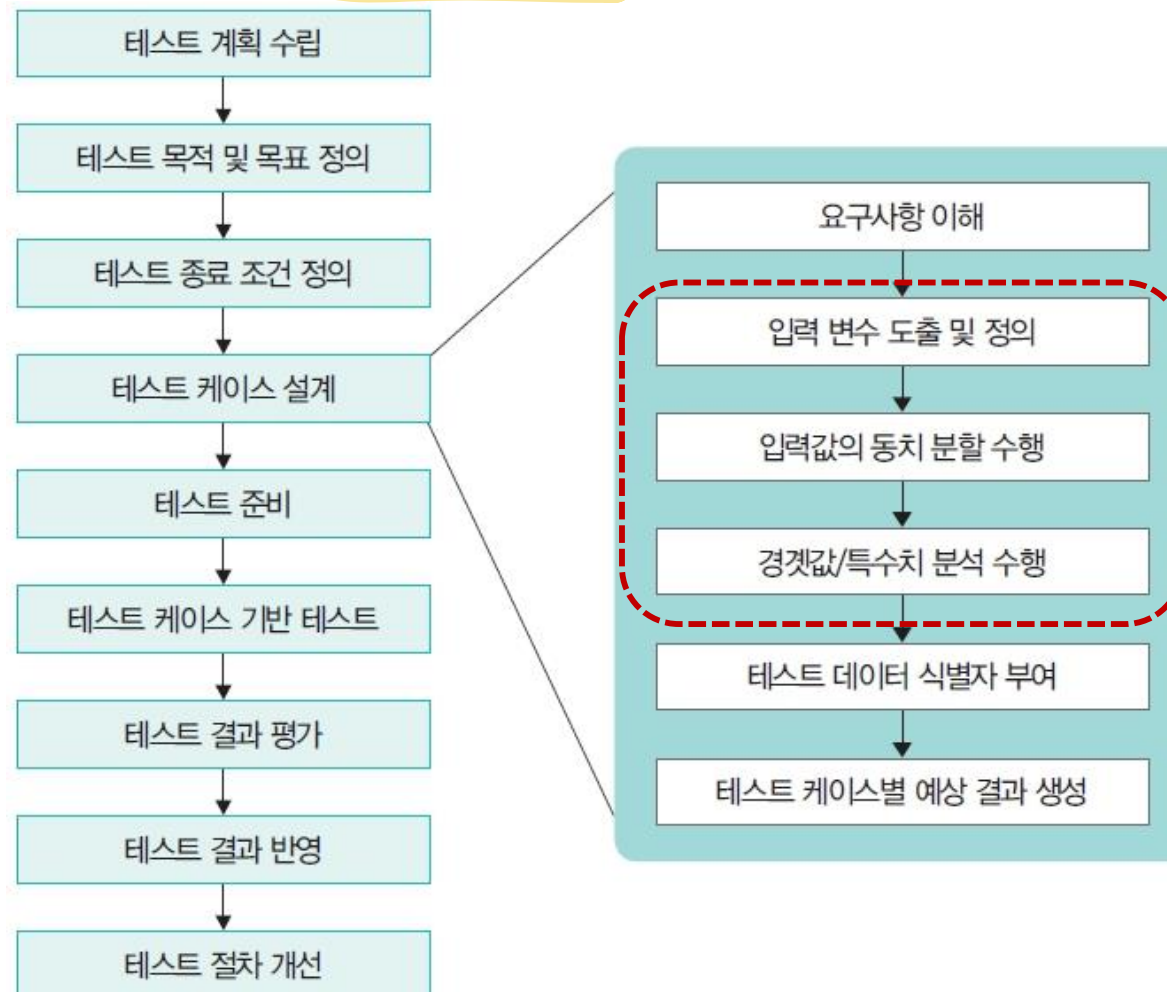 테스트 계획 수립
테스트 목적 및 목표 정의
테스트 종료 조건 정의
테스트 케이스 설계
테스트 준비
테스트 케이스 기반 테스트
테스트 결과 평가
테스트 결과 반영
테스트 절차 개선
요구사항 이해
입력 변수 도출 및 정의
입력값의 동치 분할 수행
경곗값/특수치 분석 수행
테스트 데이터 식별자 부여
테스트 케이스별 예상 결과 생성